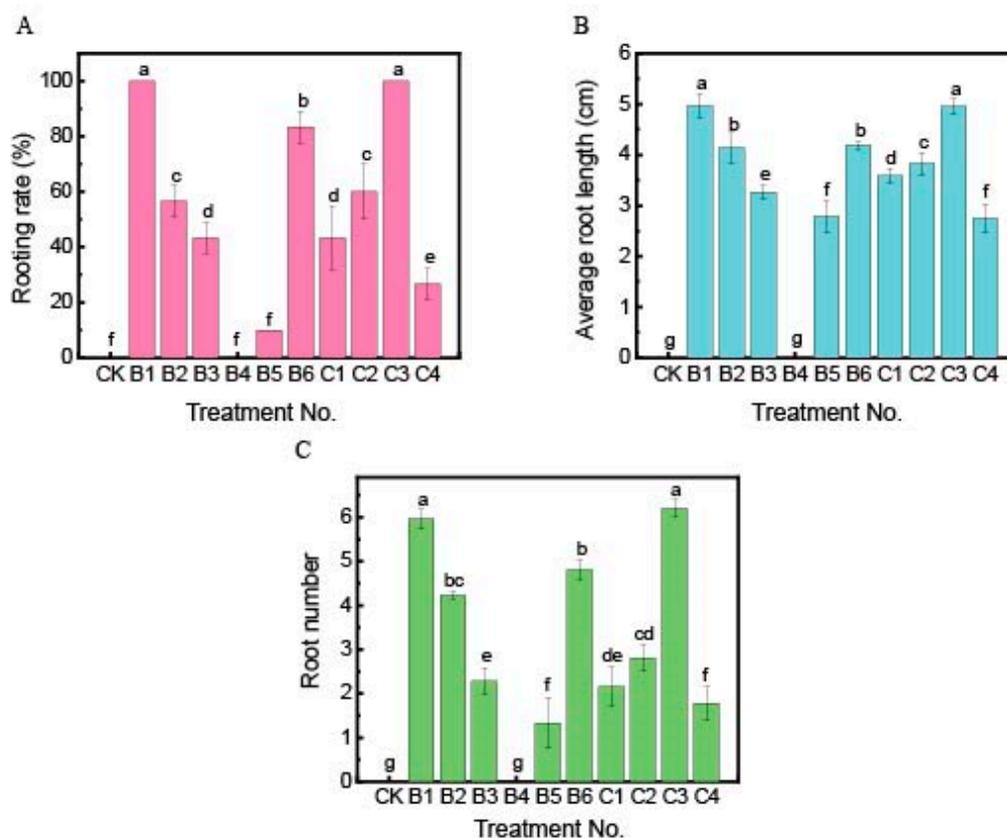 A
Rooting rate (%)
100
80
60
40
20
0
f a c d f f b d c a e
CK B1 B2 B3 B4 B5 B6 C1 C2 C3 C4
Treatment No.
B
Average root length (cm)
6
5
4
3
2
1
0
g a b e g f b d c a f
CK B1 B2 B3 B4 B5 B6 C1 C2 C3 C4
Treatment No.
C
Root number
6
5
4
3
2
1
0
g a bc e g f b de cd a f
CK B1 B2 B3 B4 B5 B6 C1 C2 C3 C4
Treatment No.